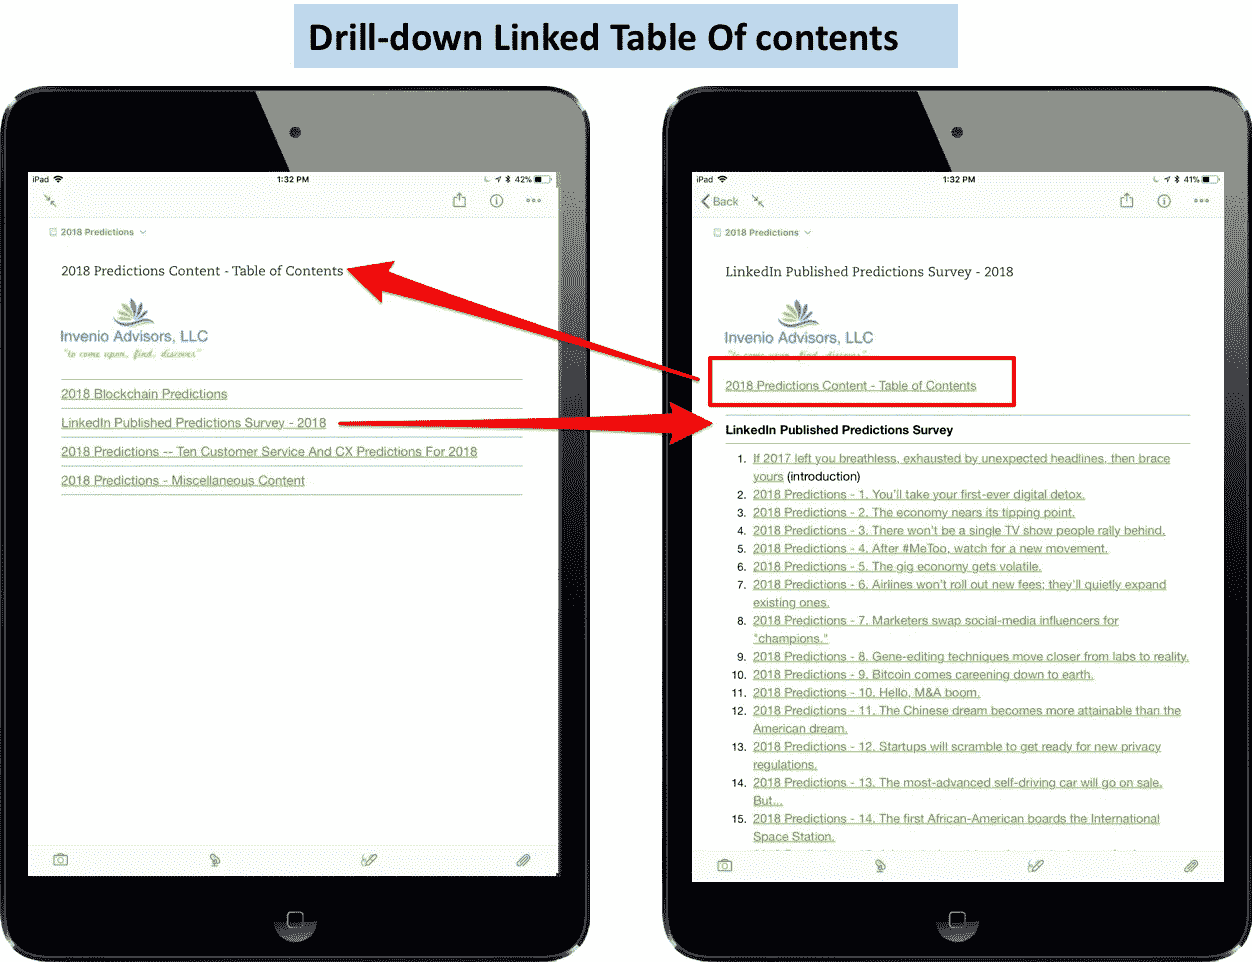 Drill-down Linked Table Of contents
iPad
1:32 PM
42%
2018 Predictions
2018 Predictions Content - Table of Contents
Invenio Advisors, LLC
"to come upon, find, discover"
2018 Blockchain Predictions
LinkedIn Published Predictions Survey - 2018
2018 Predictions -- Ten Customer Service And CX Predictions For 2018
2018 Predictions - Miscellaneous Content
iPad
1:32 PM
41%
Back
2018 Predictions
LinkedIn Published Predictions Survey - 2018
Invenio Advisors, LLC
"to come upon, find, discover"
2018 Predictions Content - Table of Contents
LinkedIn Published Predictions Survey
1. If 2017 left you breathless, exhausted by unexpected headlines, then brace
yours (introduction)
2. 2018 Predictions - 1. You'll take your first-ever digital detox.
3. 2018 Predictions - 2. The economy nears its tipping point.
4. 2018 Predictions - 3. There won't be a single TV show people rally behind.
5. 2018 Predictions - 4. After #MeToo, watch for a new movement.
6. 2018 Predictions - 5. The gig economy gets volatile.
7. 2018 Predictions - 6. Airlines won't roll out new fees; they'll quietly expand
existing ones.
8. 2018 Predictions - 7. Marketers swap social-media influencers for
"champions."
9. 2018 Predictions - 8. Gene-editing techniques move closer from labs to reality.
10. 2018 Predictions - 9. Bitcoin comes careening down to earth.
11. 2018 Predictions - 10. Hello, M&A boom.
12. 2018 Predictions - 11. The Chinese dream becomes more attainable than the
American dream.
13. 2018 Predictions - 12. Startups will scramble to get ready for new privacy
regulations.
14. 2018 Predictions - 13. The most-advanced self-driving car will go on sale.
But...
15. 2018 Predictions - 14. The first African-American boards the International
Space Station.